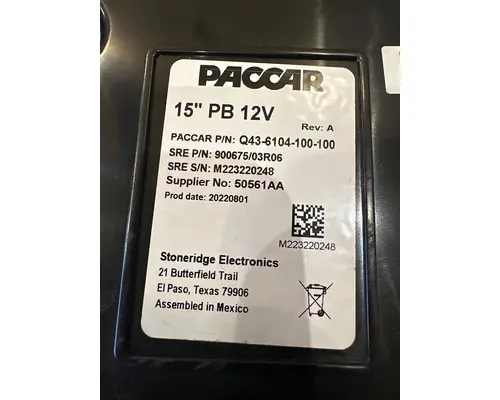 PACCAR
15" PB 12V
Rev: A
PACCAR P/N: Q43-6104-100-100
SRE P/N: 900675/03R06
SRE S/N: M223220248
Supplier No: 50561AA
Prod date: 20220801
M223220248
Stoneridge Electronics
21 Butterfield Trail
El Paso, Texas 79906
Assembled in Mexico